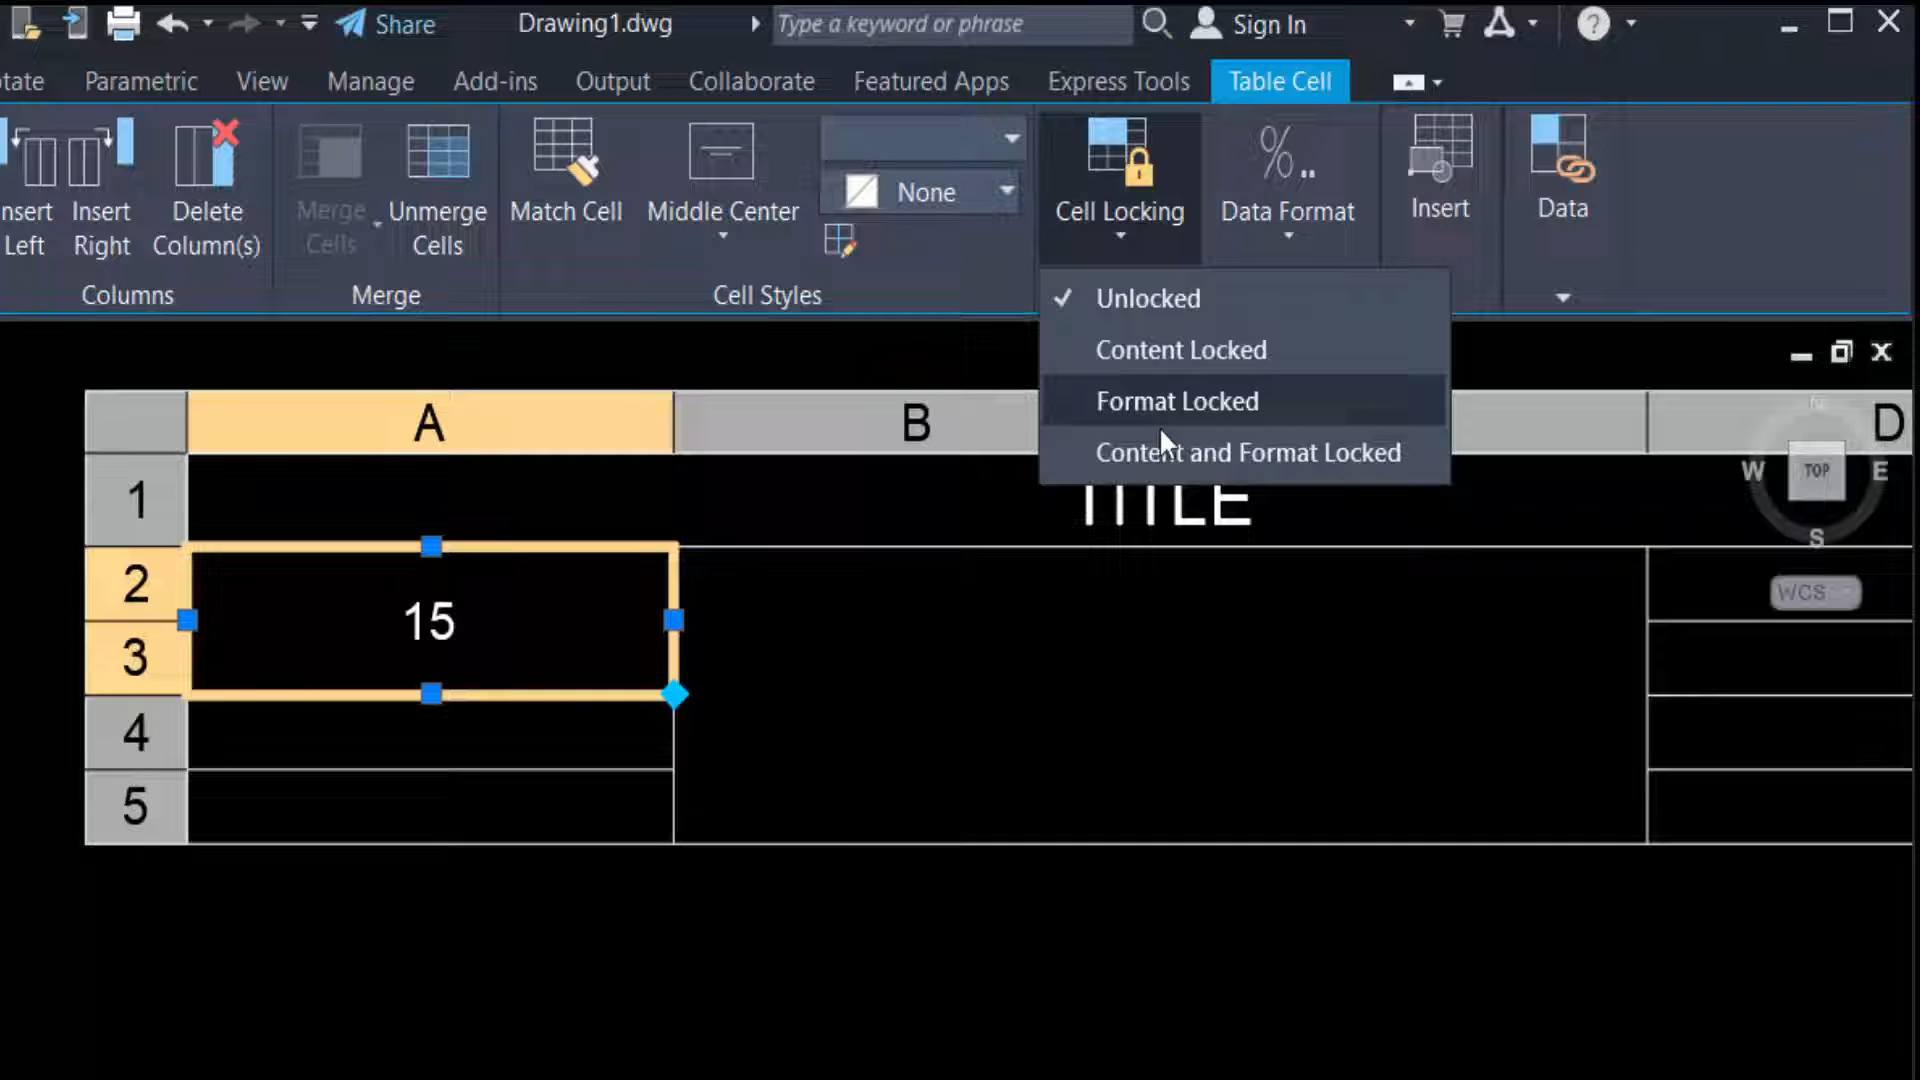 Share
Drawing1.dwg
Type a keyword or phrase
Sign In
?
tate
Parametric
View
Manage
Add-ins
Output
Collaborate
Featured Apps
Express Tools
Table Cell
nsert
Left
Insert
Right
Delete
Column(s)
Columns
Merge
Cells
Unmerge
Cells
Merge
Match Cell
Middle Center
None
Cell Styles
Cell Locking
%..
Data Format
Insert
Data
Unlocked
Content Locked
Format Locked
Content and Format Locked
A
B
D
1
TITLE
2
15
3
4
5
W
TOP
E
S
WCS